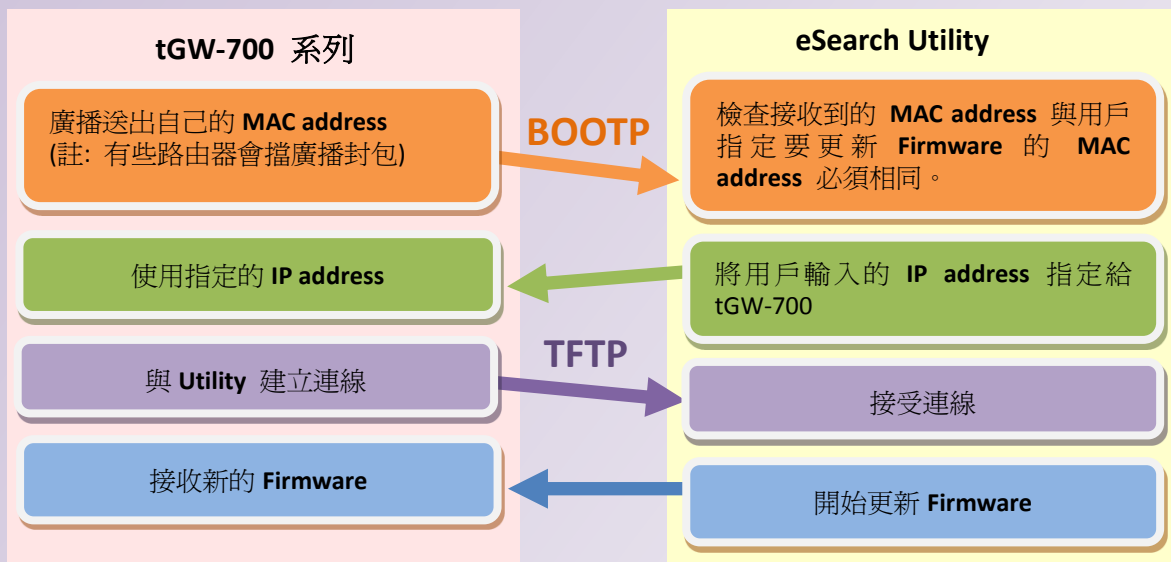 tGW-700 系列
廣播送出自己的 MAC address
(註: 有些路由器會擋廣播封包)
使用指定的 IP address
與 Utility 建立連線
接收新的 Firmware
BOOTP
TFTP
eSearch Utility
檢查接收到的 MAC address 與用戶
指定要更新 Firmware 的 MAC
address 必須相同。
將用戶輸入的 IP address 指定給
tGW-700
接受連線
開始更新 Firmware